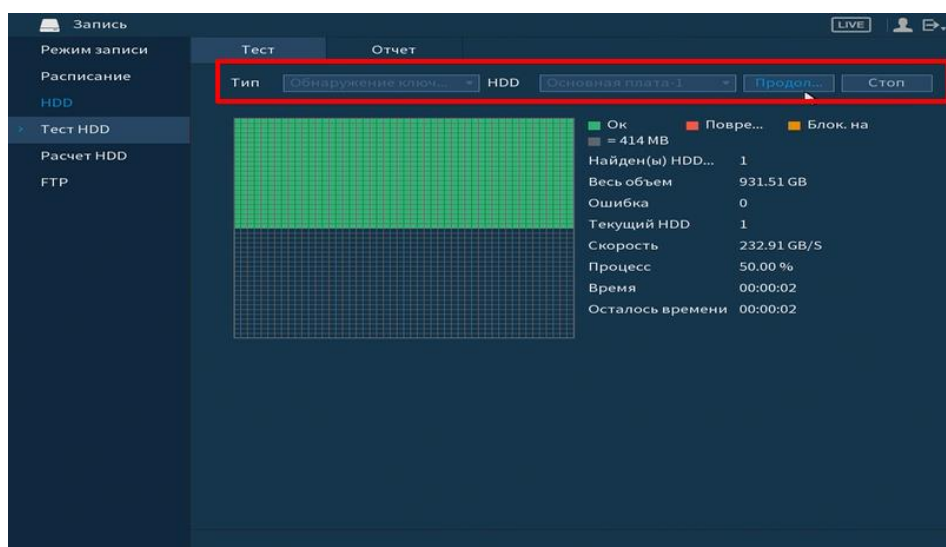 Запись LIVE
Режим записи
Расписание
HDD
Тест HDD
Расчет HDD
FTP
Тест Отчет
Тип Обнаружение ключ... HDD Основная плата-1 Продол... Стоп
Ок Повре... Блок. на
= 414 MB
Найден(ы) HDD... 1
Весь объем 931.51 GB
Ошибка 0
Текущий HDD 1
Скорость 232.91 GB/S
Процесс 50.00 %
Время 00:00:02
Осталось времени 00:00:02